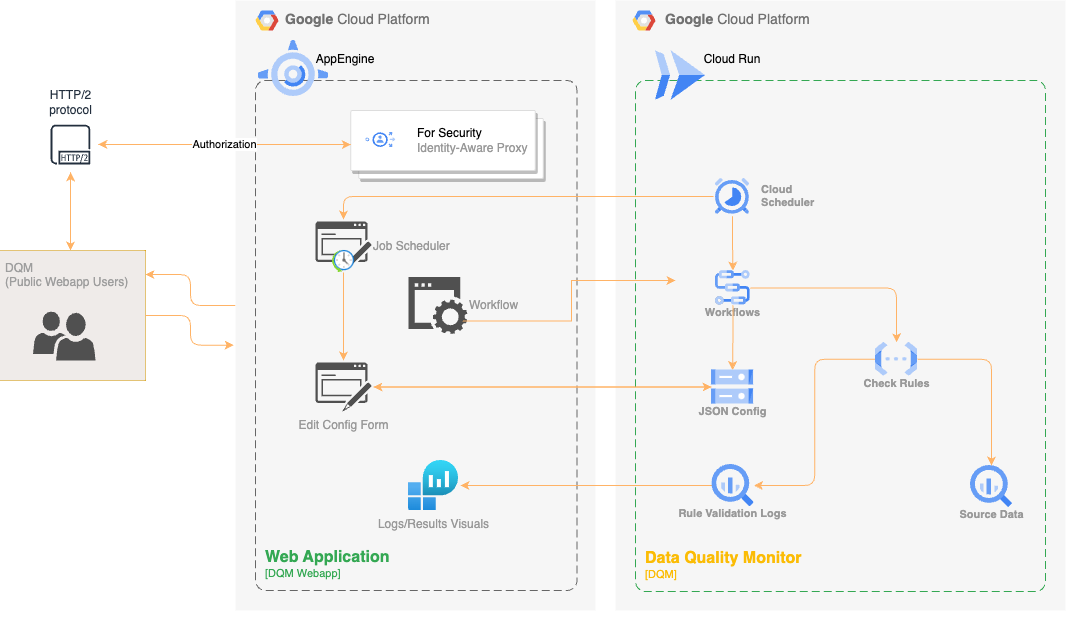 Google Cloud Platform
AppEngine
HTTP/2
protocol
HTTP/2
Authorization
For Security
Identity-Aware Proxy
DQM
(Public Webapp Users)
Job Scheduler
Workflow
Edit Config Form
Logs/Results Visuals
Web Application
[DQM Webapp]
Google Cloud Platform
Cloud Run
Cloud
Scheduler
Workflows
Check Rules
JSON Config
Rule Validation Logs
Source Data
Data Quality Monitor
[DQM]